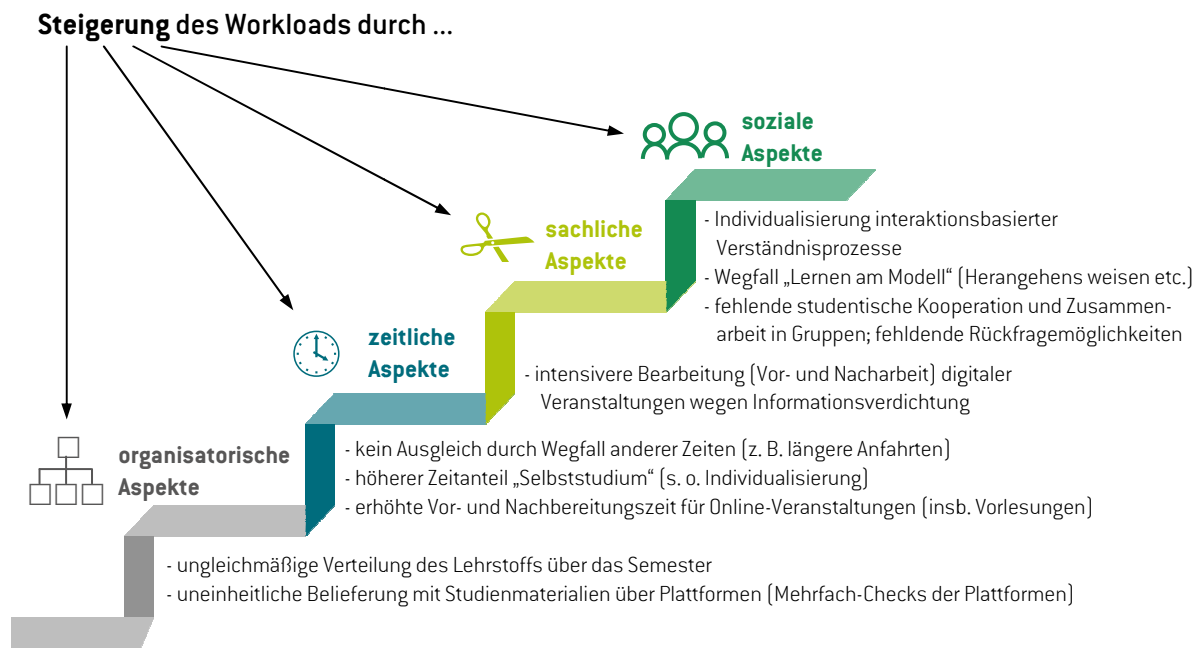 Steigerung des Workloads durch ...
soziale
Aspekte
- Individualisierung interaktionsbasierter
Verständnisprozesse
- Wegfall „Lernen am Modell“ (Herangehens weisen etc.)
- fehlende studentische Kooperation und Zusammen-
arbeit in Gruppen; fehldende Rückfragemöglichkeiten
sachliche
Aspekte
- intensivere Bearbeitung (Vor- und Nacharbeit) digitaler
Veranstaltungen wegen Informationsverdichtung
zeitliche
Aspekte
- kein Ausgleich durch Wegfall anderer Zeiten (z. B. längere Anfahrten)
- höherer Zeitanteil „Selbststudium“ (s. o. Individualisierung)
- erhöhte Vor- und Nachbereitungszeit für Online-Veranstaltungen (insb. Vorlesungen)
organisatorische
Aspekte
- ungleichmäßige Verteilung des Lehrstoffs über das Semester
- uneinheitliche Belieferung mit Studienmaterialien über Plattformen (Mehrfach-Checks der Plattformen)